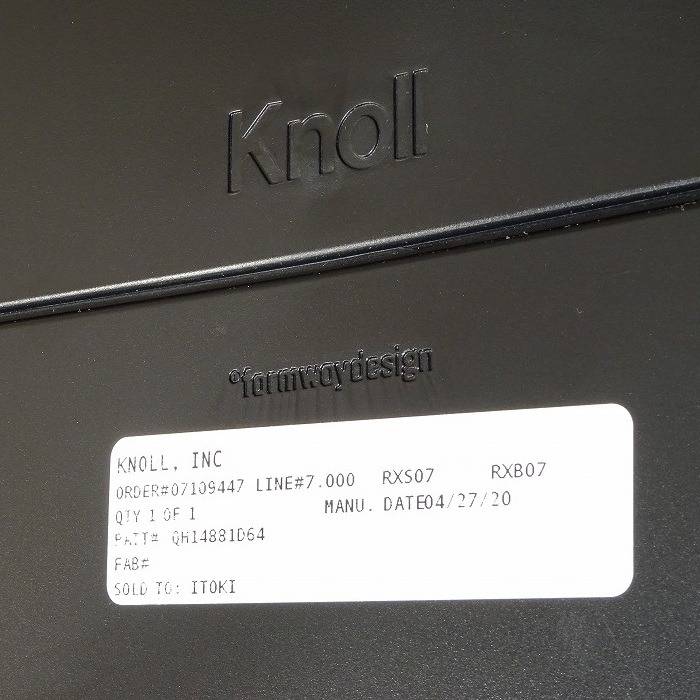 Knoll
formwaydesign
KNOLL, INC
ORDER#07109447 LINE#7.000 RXS07 RXB07
QTY 1 OF 1 MANU. DATE04/27/20
PATT# QH14881D64
FAB#
SOLD TO: ITOKI